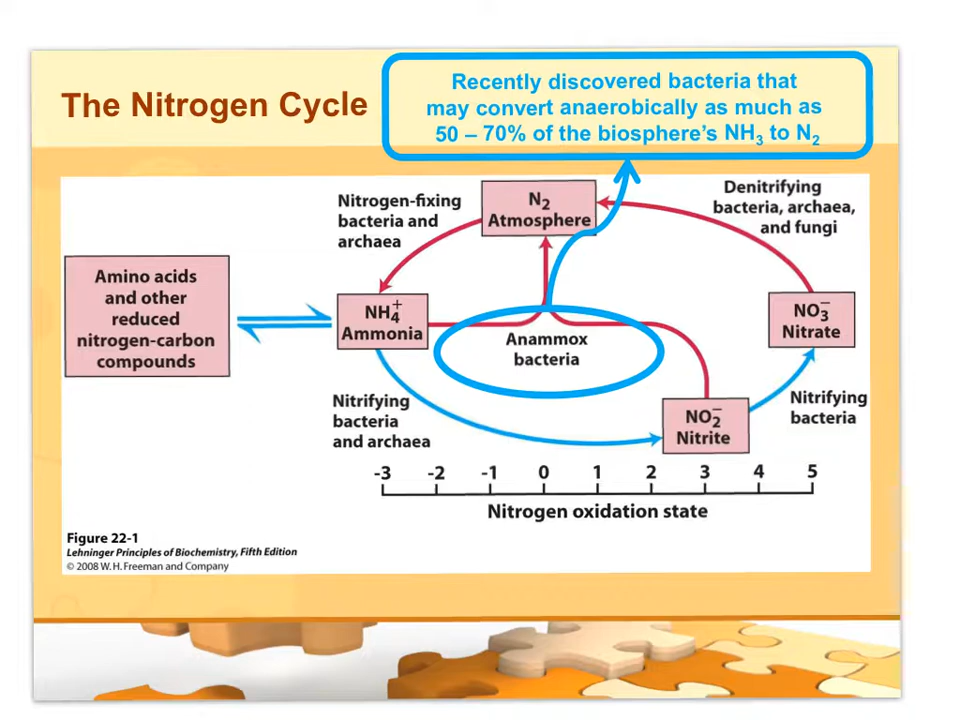 The Nitrogen Cycle
Recently discovered bacteria that
may convert anaerobically as much as
50 – 70% of the biosphere's NH₃ to N₂
Nitrogen-fixing
bacteria and
archaea
N₂
Atmosphere
Denitrifying
bacteria, archaea,
and fungi
Amino acids
and other
reduced
nitrogen-carbon
compounds
NH₄⁺
Ammonia
Anammox
bacteria
NO₃⁻
Nitrate
Nitrifying
bacteria
and archaea
NO₂⁻
Nitrite
Nitrifying
bacteria
-3 -2 -1 0 1 2 3 4 5
Nitrogen oxidation state
Figure 22-1
Lehninger Principles of Biochemistry, Fifth Edition
© 2008 W. H. Freeman and Company